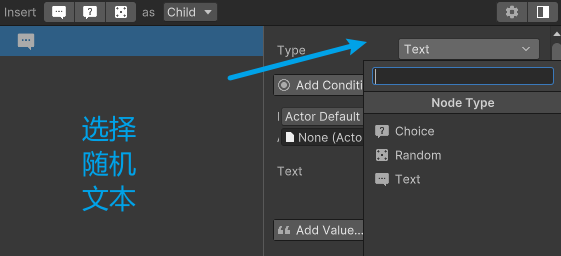 Insert as Child
Type Text
Add Conditi
Node Type
Actor Default
Choice
None (Acto
Random
Text Text
Add Value...
选择
随机
文本